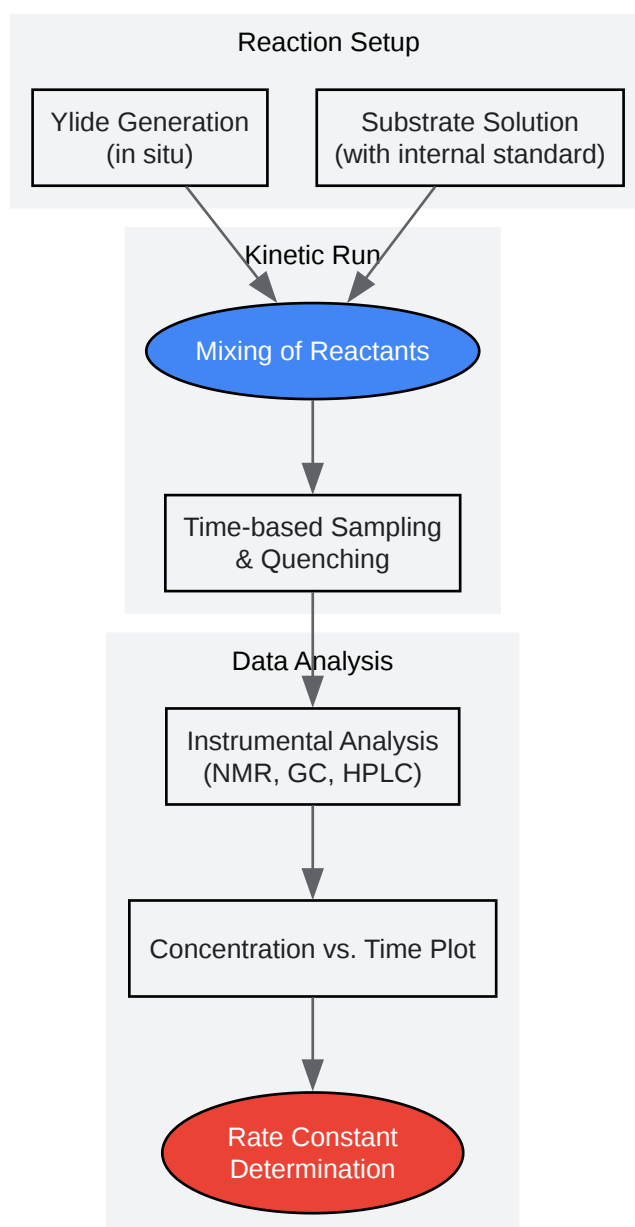 Reaction Setup
Ylide Generation
(in situ)
Substrate Solution
(with internal standard)
Kinetic Run
Mixing of Reactants
Time-based Sampling
& Quenching
Data Analysis
Instrumental Analysis
(NMR, GC, HPLC)
Concentration vs. Time Plot
Rate Constant
Determination